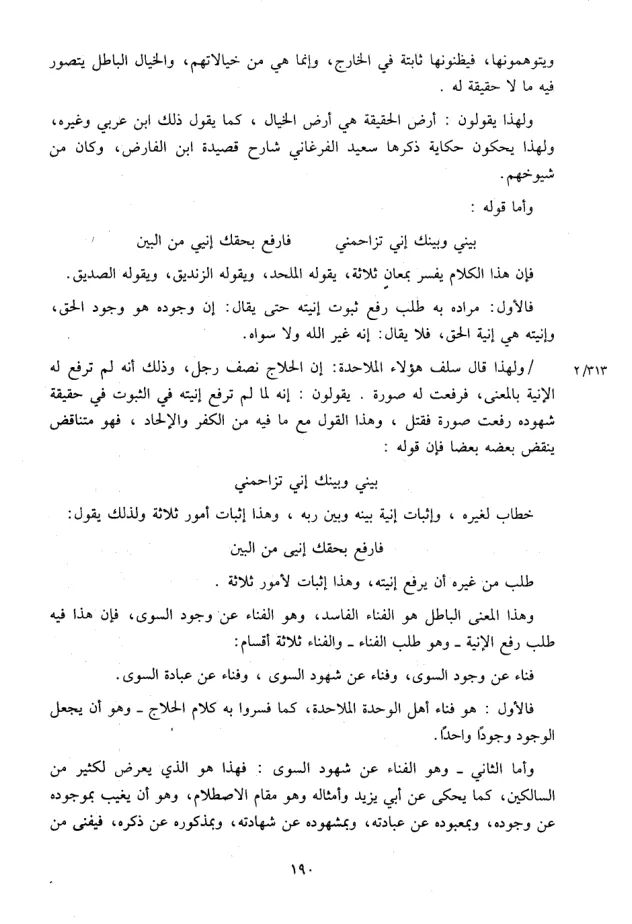 ويتوهمونها، فيظنونها ثابتة في الخارج، وإنما هي من خيالاتهم، والخيال الباطل يتصور
فيه ما لا حقيقة له .
ولهذا يقولون : أرض الحقيقة هي أرض الخيال ، كما يقول ذلك ابن عربي وغيره،
ولهذا يحكون حكاية ذكرها سعيد الفرغاني شارح قصيدة ابن الفارض، وكان من
شيوخهم.
وأما قوله :
بيني وبينك إني تزاحمني فارفع بحقك إنيي من البين
فإن هذا الكلام يفسر بمعانٍ ثلاثة، يقوله الملحد، ويقوله الزنديق، ويقوله الصديق.
فالأول: مراده به طلب رفع ثبوت إنيته حتى يقال: إن وجوده هو وجود الحق،
وإنيته هي إنية الحق، فلا يقال: إنه غير الله ولا سواه.
٢/٣١٣ / ولهذا قال سلف هؤلاء الملاحدة: إن الحلاج نصف رجل، وذلك أنه لم ترفع له
الإنية بالمعنى، فرفعت له صورة . يقولون : إنه لما لم ترفع إنيته في الثبوت في حقيقة
شهوده رفعت صورة فقتل ، وهذا القول مع ما فيه من الكفر والإلحاد ، فهو متناقض
ينقض بعضه بعضا فإن قوله :
بيني وبينك إني تزاحمني
خطاب لغيره ، وإثبات إنية بينه وبين ربه ، وهذا إثبات أمور ثلاثة ولذلك يقول:
فارفع بحقك إنيي من البين
طلب من غيره أن يرفع إنيته، وهذا إثبات لأمور ثلاثة .
وهذا المعنى الباطل هو الفناء الفاسد، وهو الفناء عن وجود السوى، فإن هذا فيه
طلب رفع الإنية ـ وهو طلب الفناء ـ والفناء ثلاثة أقسام:
فناء عن وجود السوى، وفناء عن شهود السوى ، وفناء عن عبادة السوى.
فالأول : هو فناء أهل الوحدة الملاحدة، كما فسروا به كلام الحلاج ـ وهو أن يجعل
الوجود وجودًا واحدًا.
وأما الثاني ـ وهو الفناء عن شهود السوى : فهذا هو الذي يعرض لكثير من
السالكين، كما يحكى عن أبي يزيد وأمثاله وهو مقام الاصطلام، وهو أن يغيب بموجوده
عن وجوده، وبمعبوده عن عبادته، وبمشهوده عن شهادته، وبمذكوره عن ذكره، فيفنى من
١٩٠